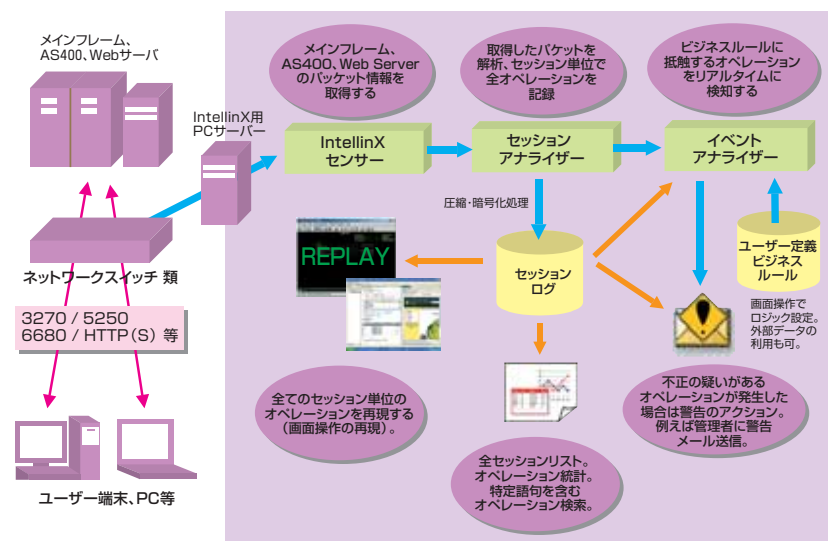 メインフレーム、
AS400、Webサーバ
IntellinX用
PCサーバー
ネットワークスイッチ 類
3270 / 5250
6680 / HTTP(S) 等
ユーザー端末、PC等
メインフレーム、
AS400、Web Server
のパッケット情報を
取得する
取得したパケットを
解析、セッション単位で
全オペレーションを
記録
ビジネスルールに
抵触するオペレーション
をリアルタイムに
検知する
IntellinX
センサー
セッション
アナライザー
イベント
アナライザー
圧縮・暗号化処理
REPLAY
セッション
ログ
ユーザー定義
ビジネス
ルール
画面操作で
ロジック設定。
外部データの
利用も可。
全てのセッション単位の
オペレーションを再現する
(画面操作の再現)。
全セッションリスト。
オペレーション統計。
特定語句を含む
オペレーション検索。
不正の疑いがある
オペレーションが発生した
場合は警告のアクション。
例えば管理者に警告
メール送信。